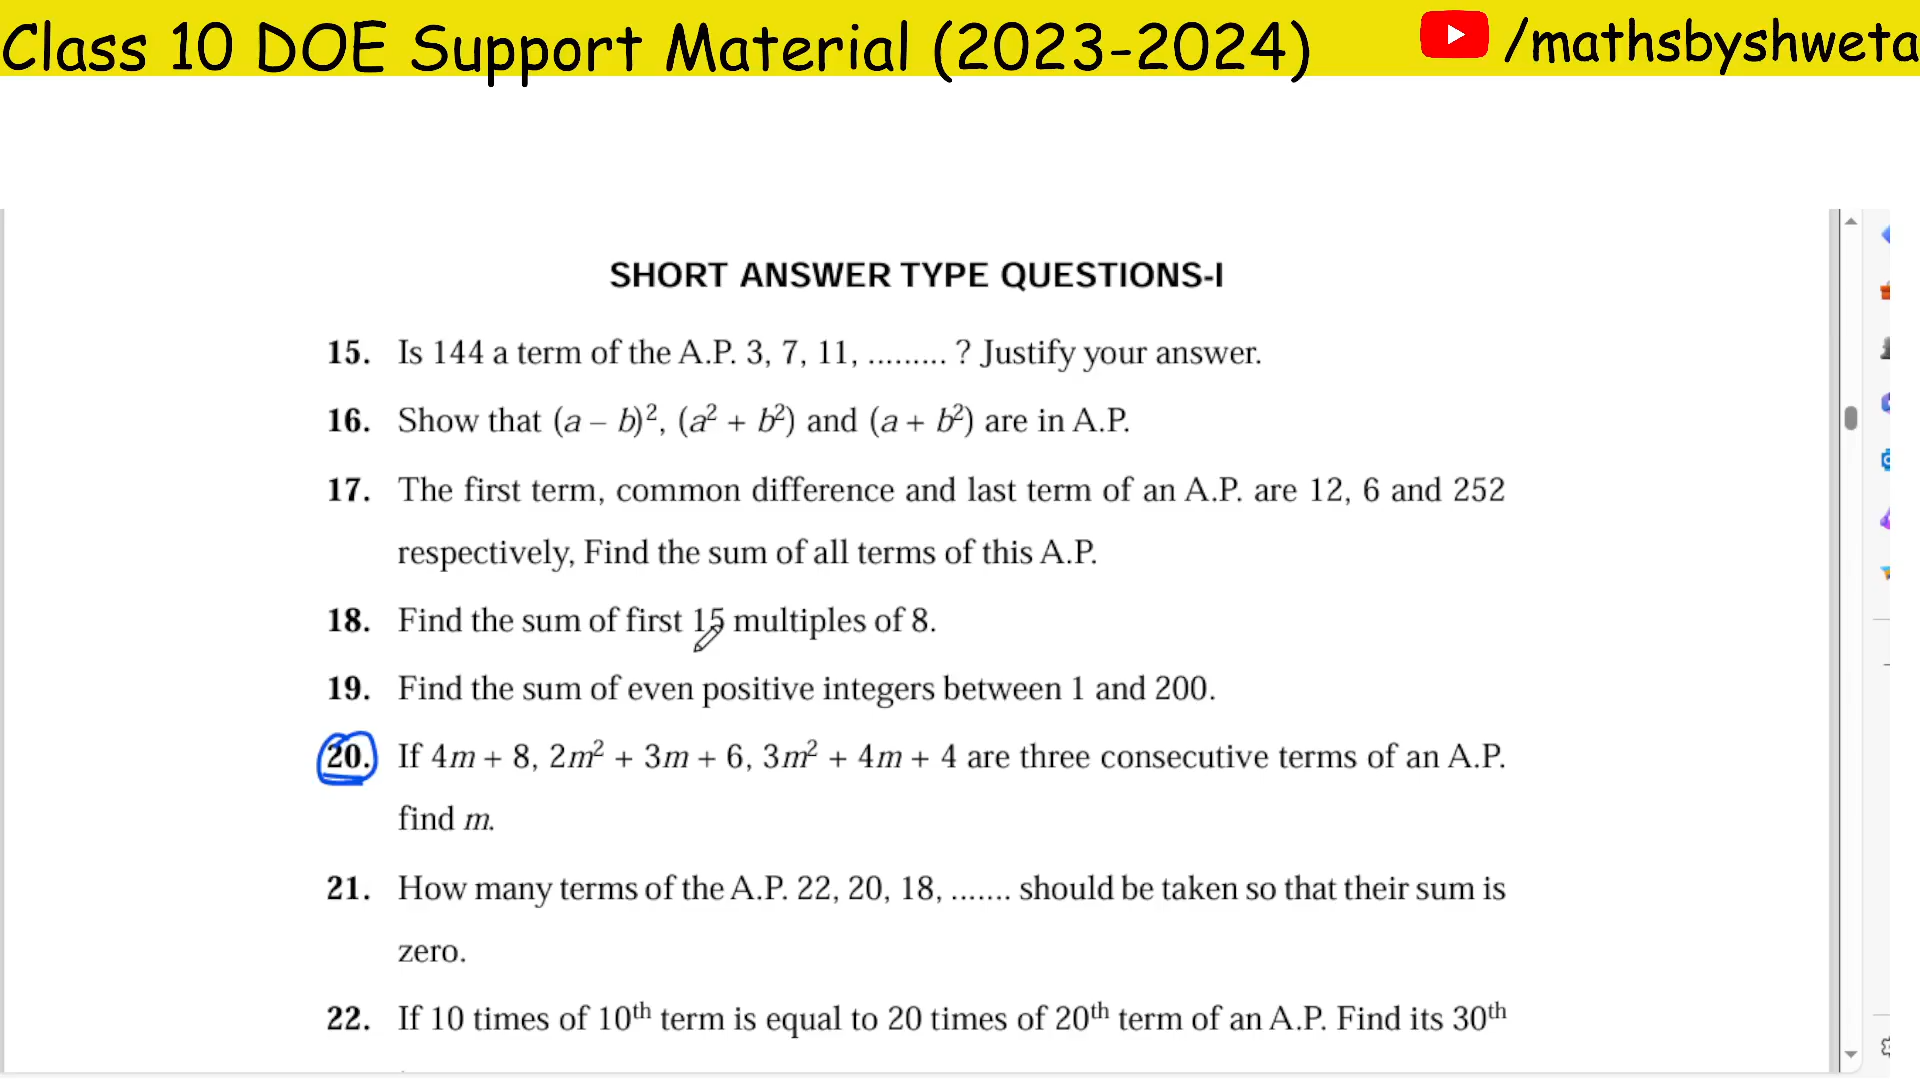 Class 10 DOE Support Material (2023-2024) /mathsbyshweta
SHORT ANSWER TYPE QUESTIONS-I
15. Is 144 a term of the A.P. 3, 7, 11, ......... ? Justify your answer.
16. Show that (a – b)², (a² + b²) and (a + b²) are in A.P.
17. The first term, common difference and last term of an A.P. are 12, 6 and 252
respectively, Find the sum of all terms of this A.P.
18. Find the sum of first 15 multiples of 8.
19. Find the sum of even positive integers between 1 and 200.
20. If 4m + 8, 2m² + 3m + 6, 3m² + 4m + 4 are three consecutive terms of an A.P.
find m.
21. How many terms of the A.P. 22, 20, 18, ....... should be taken so that their sum is
zero.
22. If 10 times of 10th term is equal to 20 times of 20th term of an A.P. Find its 30th